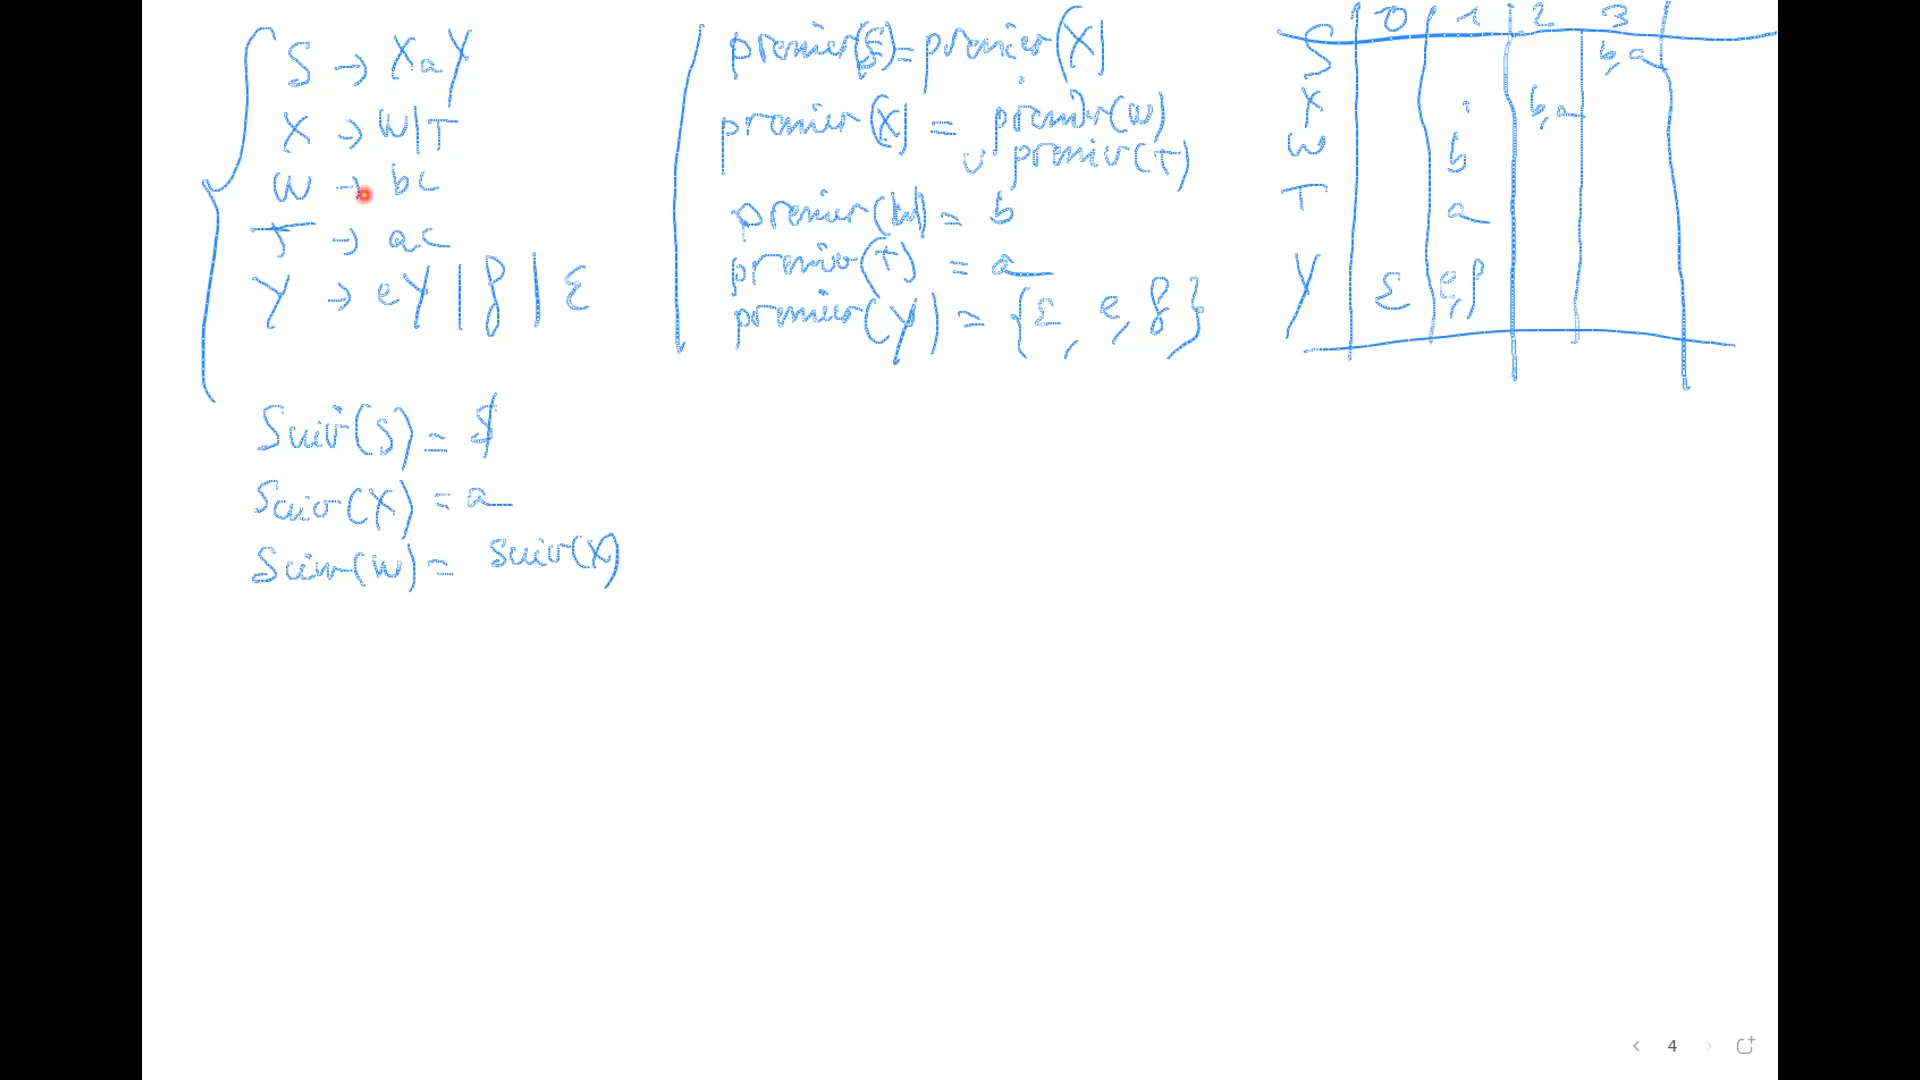 S → XaY
X → W|T
W → bc
T → ac
Y → eY | f | ε
premier(S) = premier(X)
premier(X) = premier(W)
∪ premier(T)
premier(W) = b
premier(T) = a
premier(Y) = {ε, e, f}
0 1 2 3
S b,a
X b,a
W b
T a
Y ε e,f
Suiv(S) = $
Suiv(X) = a
Suiv(W) = Suiv(X)
4